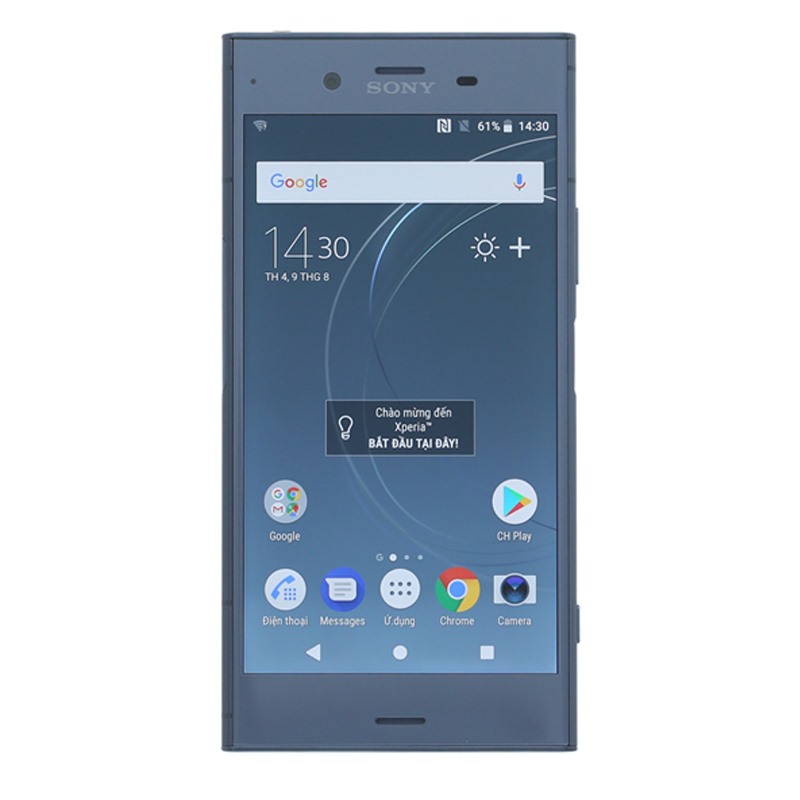 SONY
61% 14:30
Google
14 30
TH 4, 9 THG 8
Chào mừng đến
Xperia™
BẮT ĐẦU TẠI ĐÂY!
Google
CH Play
G
Điện thoại Messages Ứ.dụng Chrome Camera